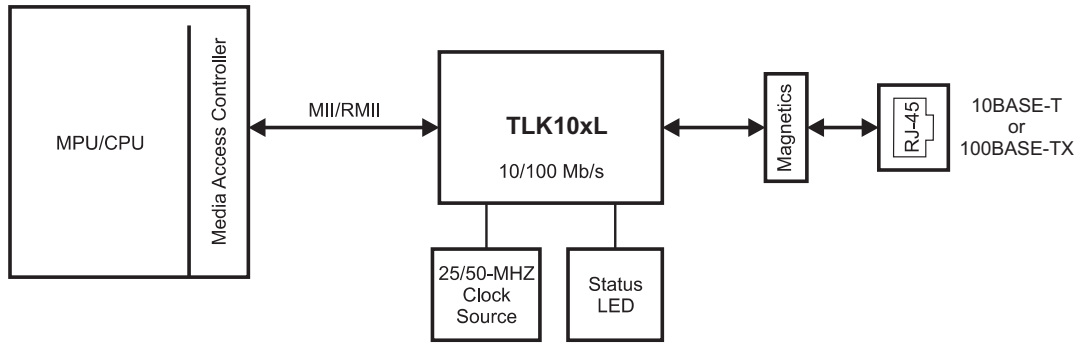 MPU/CPU
Media Access Controller
MII/RMII
TLK10xL
10/100 Mb/s
25/50-MHZ
Clock
Source
Status
LED
Magnetics
RJ-45
10BASE-T
or
100BASE-TX